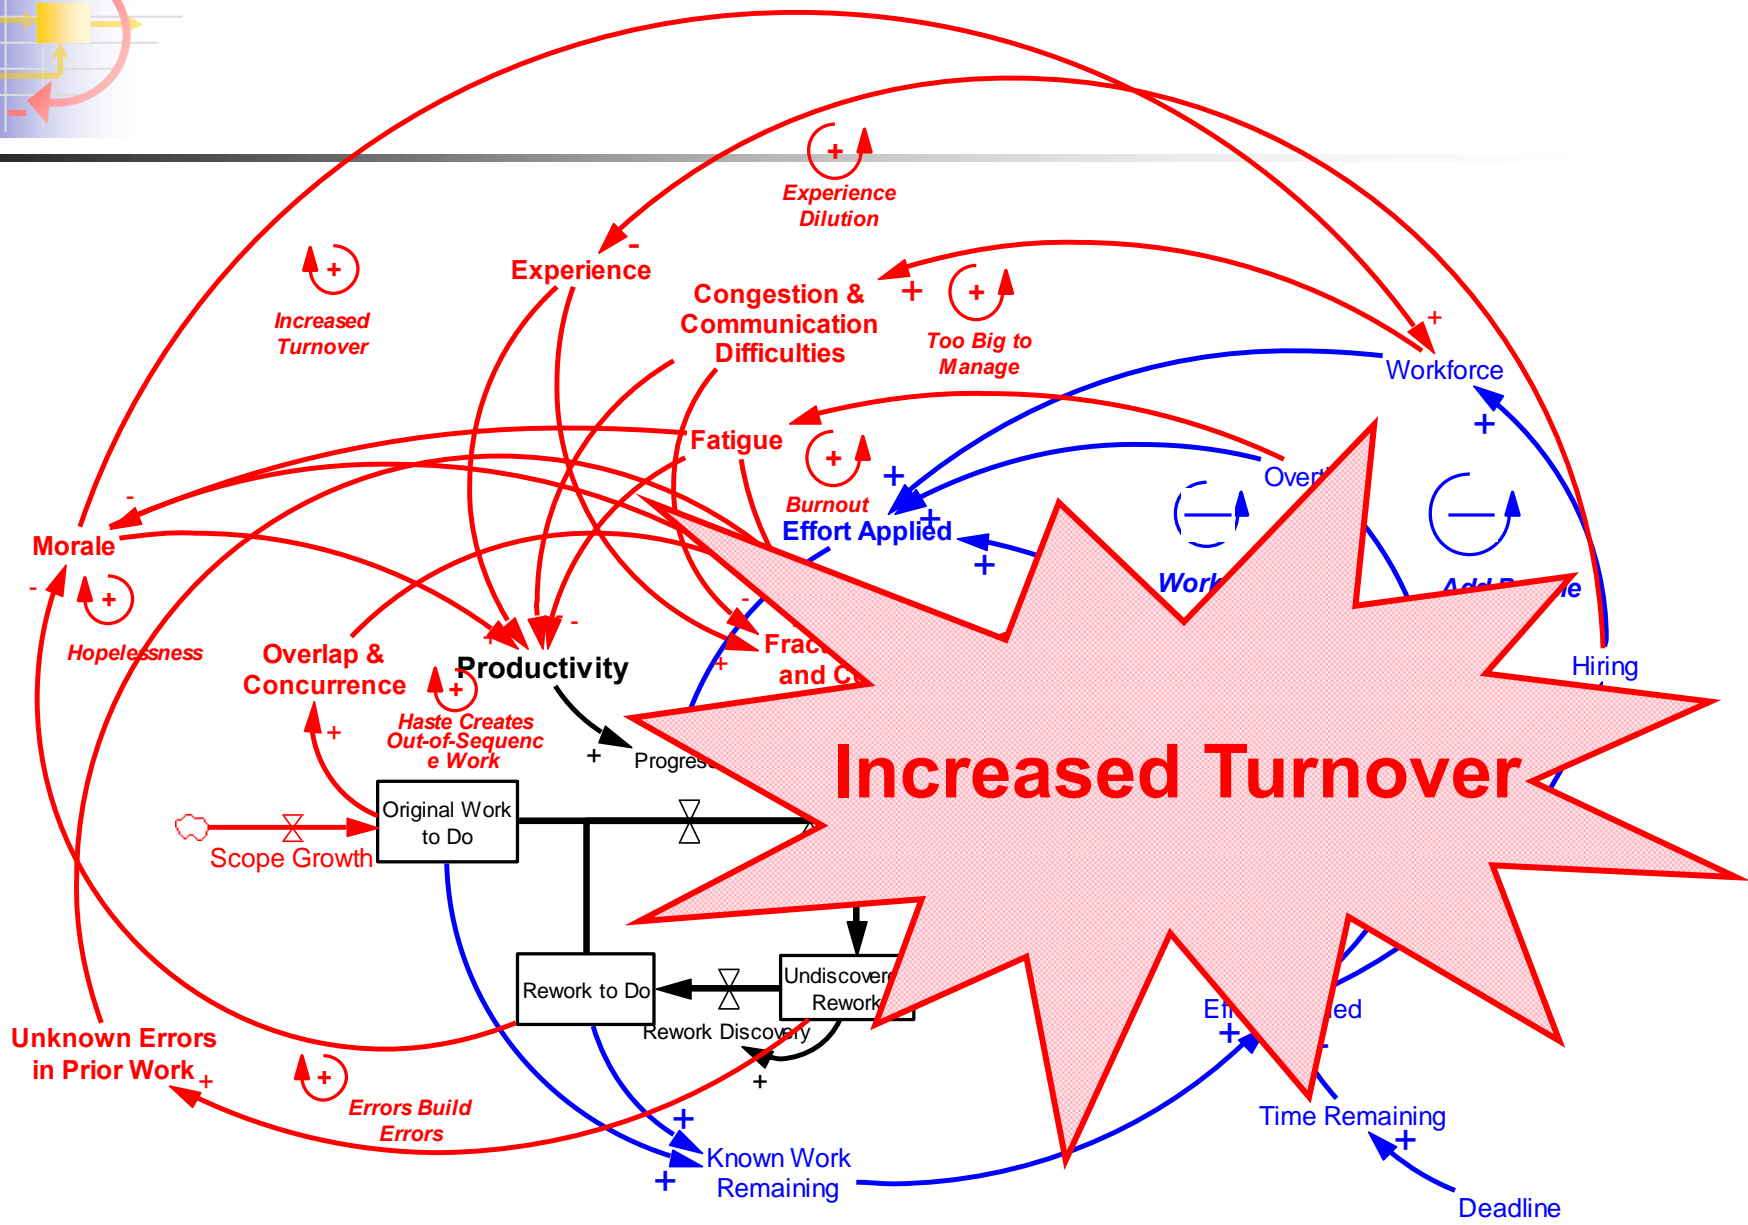 Experience
Dilution
Increased
Turnover
Experience
Congestion &
Communication
Difficulties
Too Big to
Manage
Workforce
Fatigue
Burnout
Effort Applied
Morale
Hopelessness
Overlap &
Concurrence
Productivity
and
Hiring
Haste Creates
Out-of-Sequenc
e Work
Increased Turnover
Original Work
to Do
Scope Growth
Rework to Do
Rework
Rework Discovery
Unknown Errors
in Prior Work
Errors Build
Errors
Time Remaining
Known Work
Remaining
Deadline